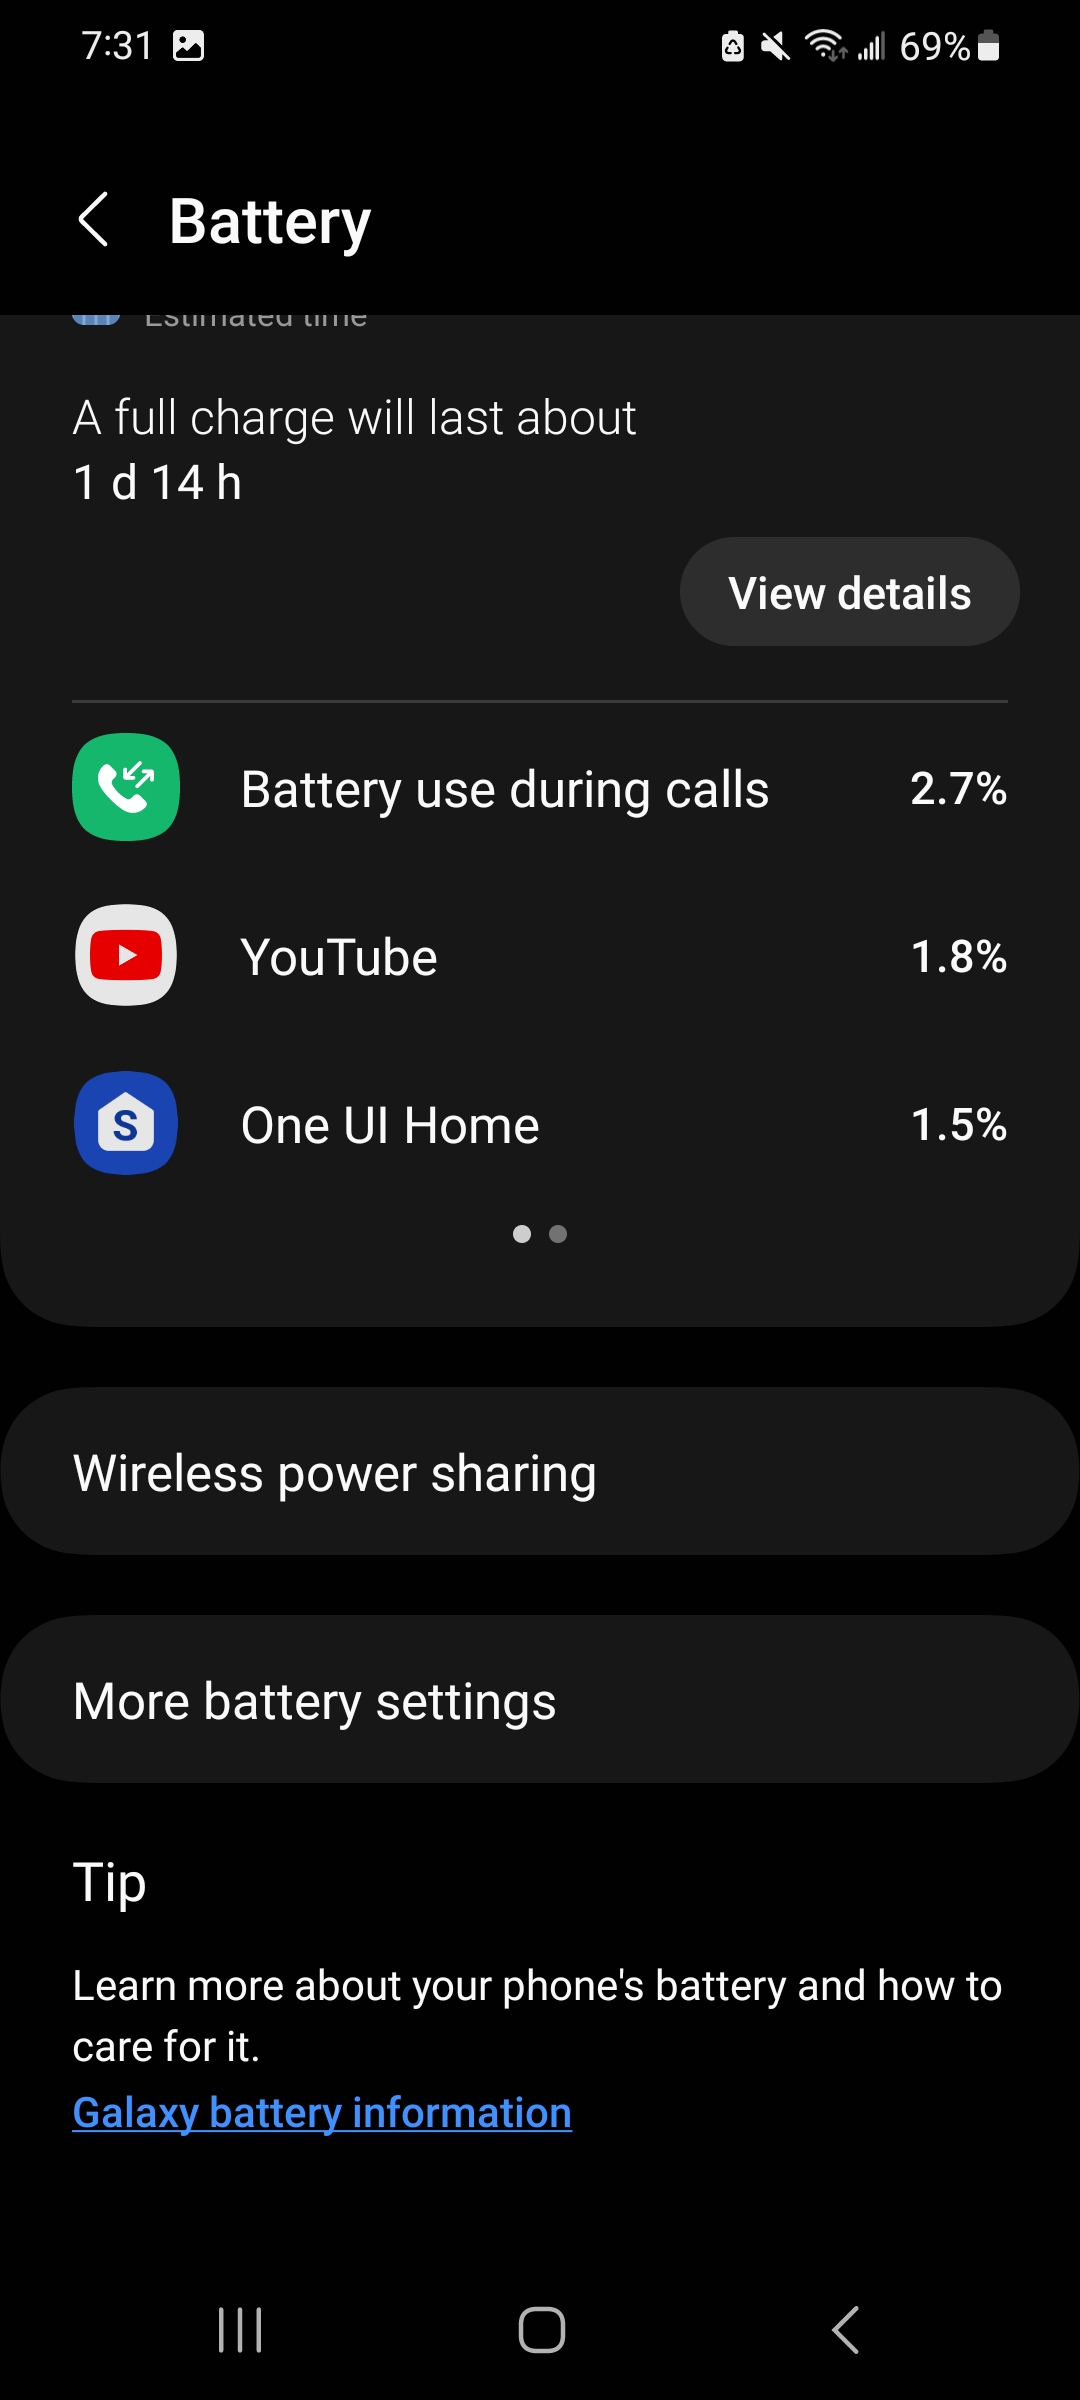 7:31 69%
Battery
Estimated time
A full charge will last about
1 d 14 h
View details
Battery use during calls 2.7%
YouTube 1.8%
S
One UI Home 1.5%
Wireless power sharing
More battery settings
Tip
Learn more about your phone's battery and how to
care for it.
Galaxy battery information